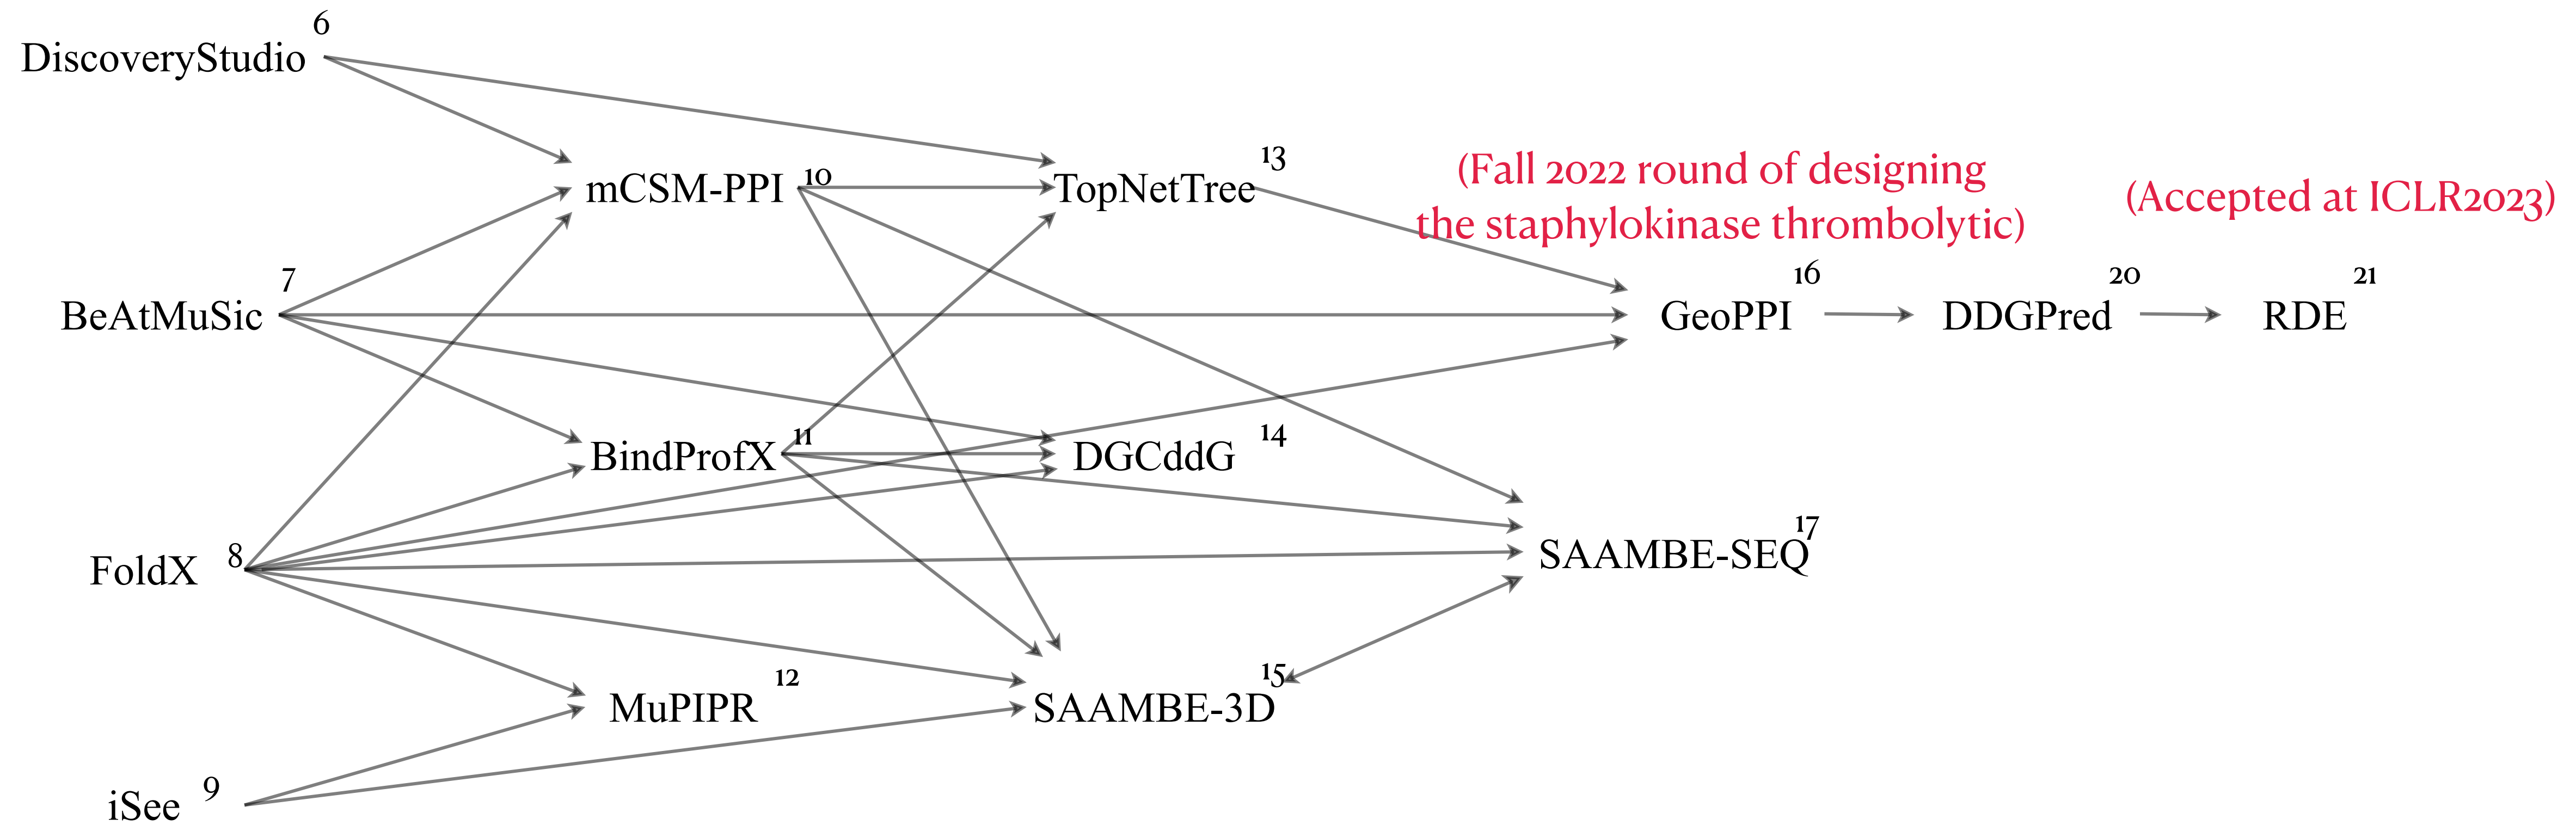 DiscoveryStudio 6
mCSM-PPI 10
TopNetTree 13
(Fall 2022 round of designing
the staphylokinase thrombolytic)
(Accepted at ICLR2023)
BeAtMuSic 7
GeoPPI 16
DDGPred 20
RDE 21
BindProfX 11
DGCddG 14
FoldX 8
SAAMBE-SEQ 17
MuPIPR 12
SAAMBE-3D 15
iSee 9